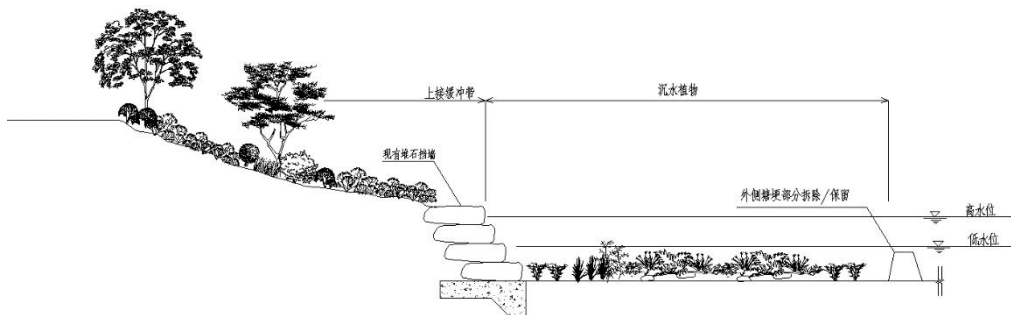 上接缓冲带
沉水植物
现有堆石挡墙
外侧塘埂部分拆除/保留
高水位
低水位